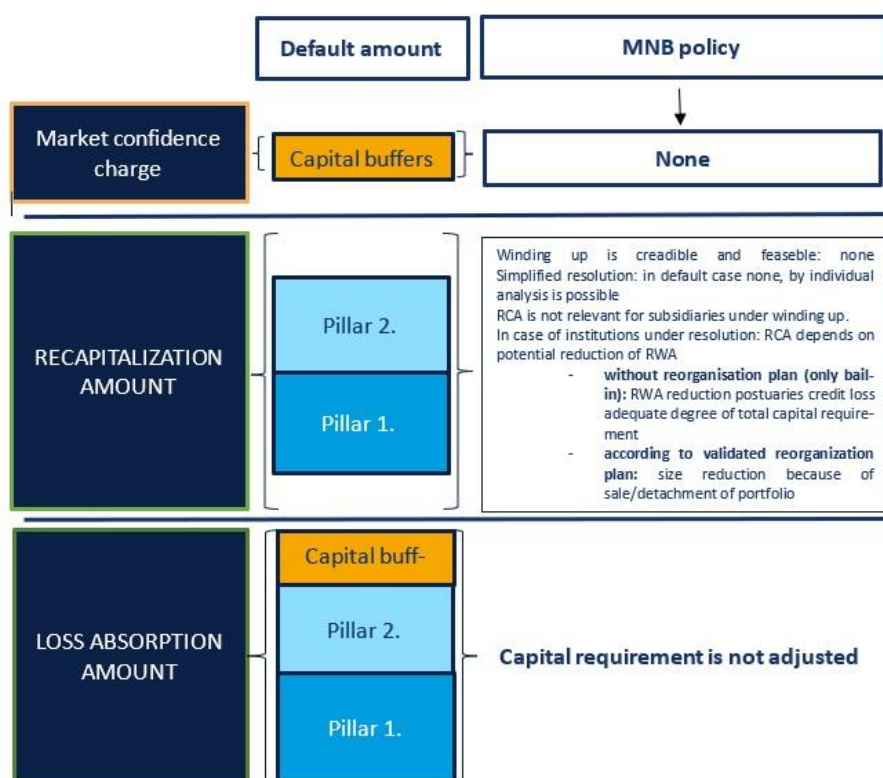 Default amount
MNB policy
Market confidence
charge
Capital buffers
None
RECAPITALIZATION
AMOUNT
Pillar 2.
Pillar 1.
Winding up is creadible and feaseble: none
Simplified resolution: in default case none, by individual
analysis is possible
RCA is not relevant for subsidiaries under winding up.
In case of institutions under resolution: RCA depends on
potential reduction of RWA
- without reorganisation plan (only bail-
in): RWA reduction postuaries credit loss
adequate degree of total capital require-
ment
- according to validated reorganization
plan: size reduction because of
sale/detachment of portfolio
LOSS ABSORPTION
AMOUNT
Capital buff-
Pillar 2.
Pillar 1.
Capital requirement is not adjusted